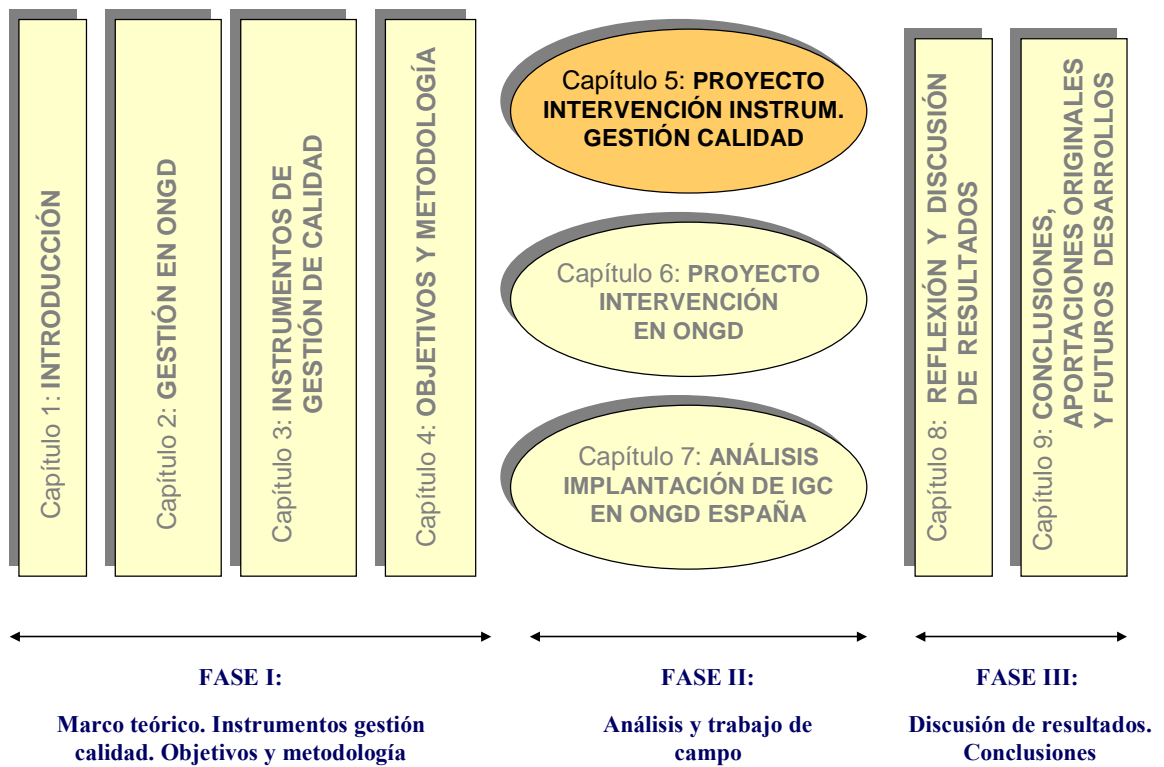 Capítulo 1: INTRODUCCIÓN
Capítulo 2: GESTIÓN EN ONGD
Capítulo 3: INSTRUMENTOS DE
GESTIÓN DE CALIDAD
Capítulo 4: OBJETIVOS Y METODOLOGÍA
Capítulo 5: PROYECTO
INTERVENCIÓN INSTRUM.
GESTIÓN CALIDAD
Capítulo 6: PROYECTO
INTERVENCIÓN
EN ONGD
Capítulo 7: ANÁLISIS
IMPLANTACIÓN DE IGC
EN ONGD ESPAÑA
Capítulo 8: REFLEXIÓN Y DISCUSIÓN
DE RESULTADOS
Capítulo 9: CONCLUSIONES,
APORTACIONES ORIGINALES
Y FUTUROS DESARROLLOS
FASE I:
Marco teórico. Instrumentos gestión
calidad. Objetivos y metodología
FASE II:
Análisis y trabajo de
campo
FASE III:
Discusión de resultados.
Conclusiones